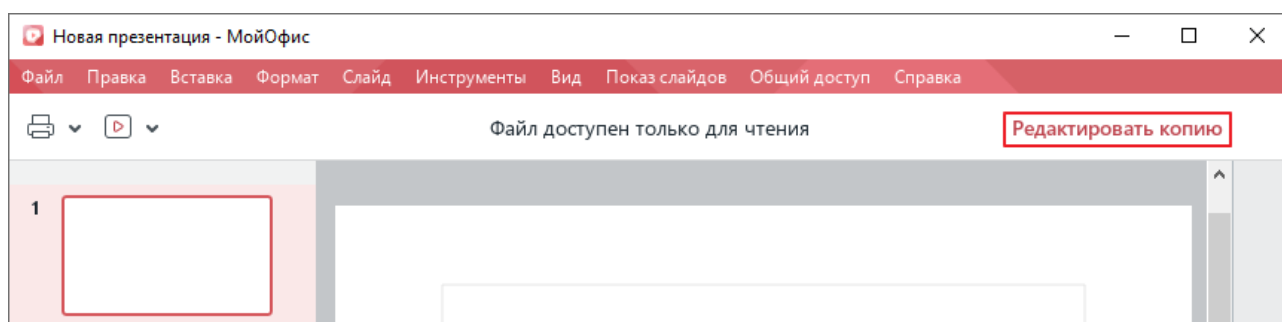 Новая презентация - МойОфис
Файл Правка Вставка Формат Слайд Инструменты Вид Показ слайдов Общий доступ Справка
Файл доступен только для чтения Редактировать копию
1